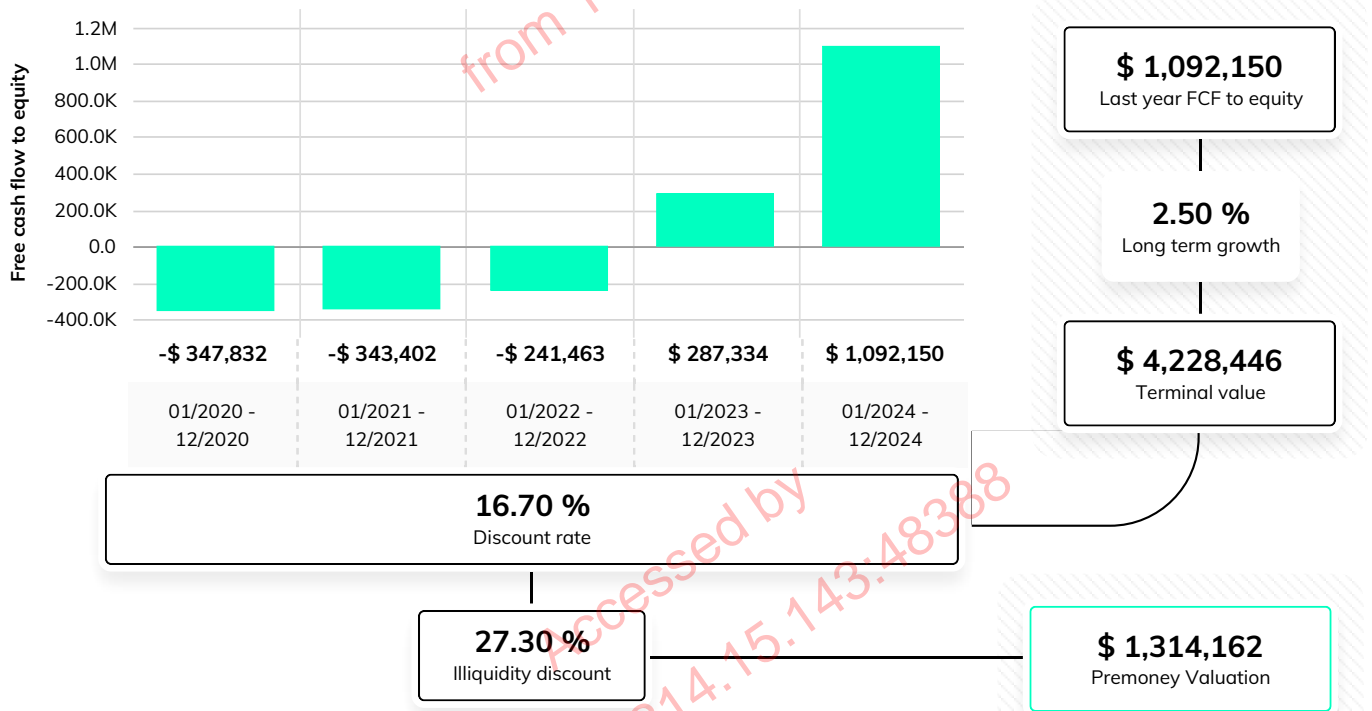 Free cash flow to equity
1.2M
1.0M
800.0K
600.0K
400.0K
200.0K
0.0
-200.0K
-400.0K
-$ 347,832
-$ 343,402
-$ 241,463
$ 287,334
$ 1,092,150
01/2020 -
12/2020
01/2021 -
12/2021
01/2022 -
12/2022
01/2023 -
12/2023
01/2024 -
12/2024
16.70 %
Discount rate
27.30 %
Illiquidity discount
$ 1,092,150
Last year FCF to equity
2.50 %
Long term growth
$ 4,228,446
Terminal value
$ 1,314,162
Premoney Valuation
from
Accessed by
14.15.143:48388